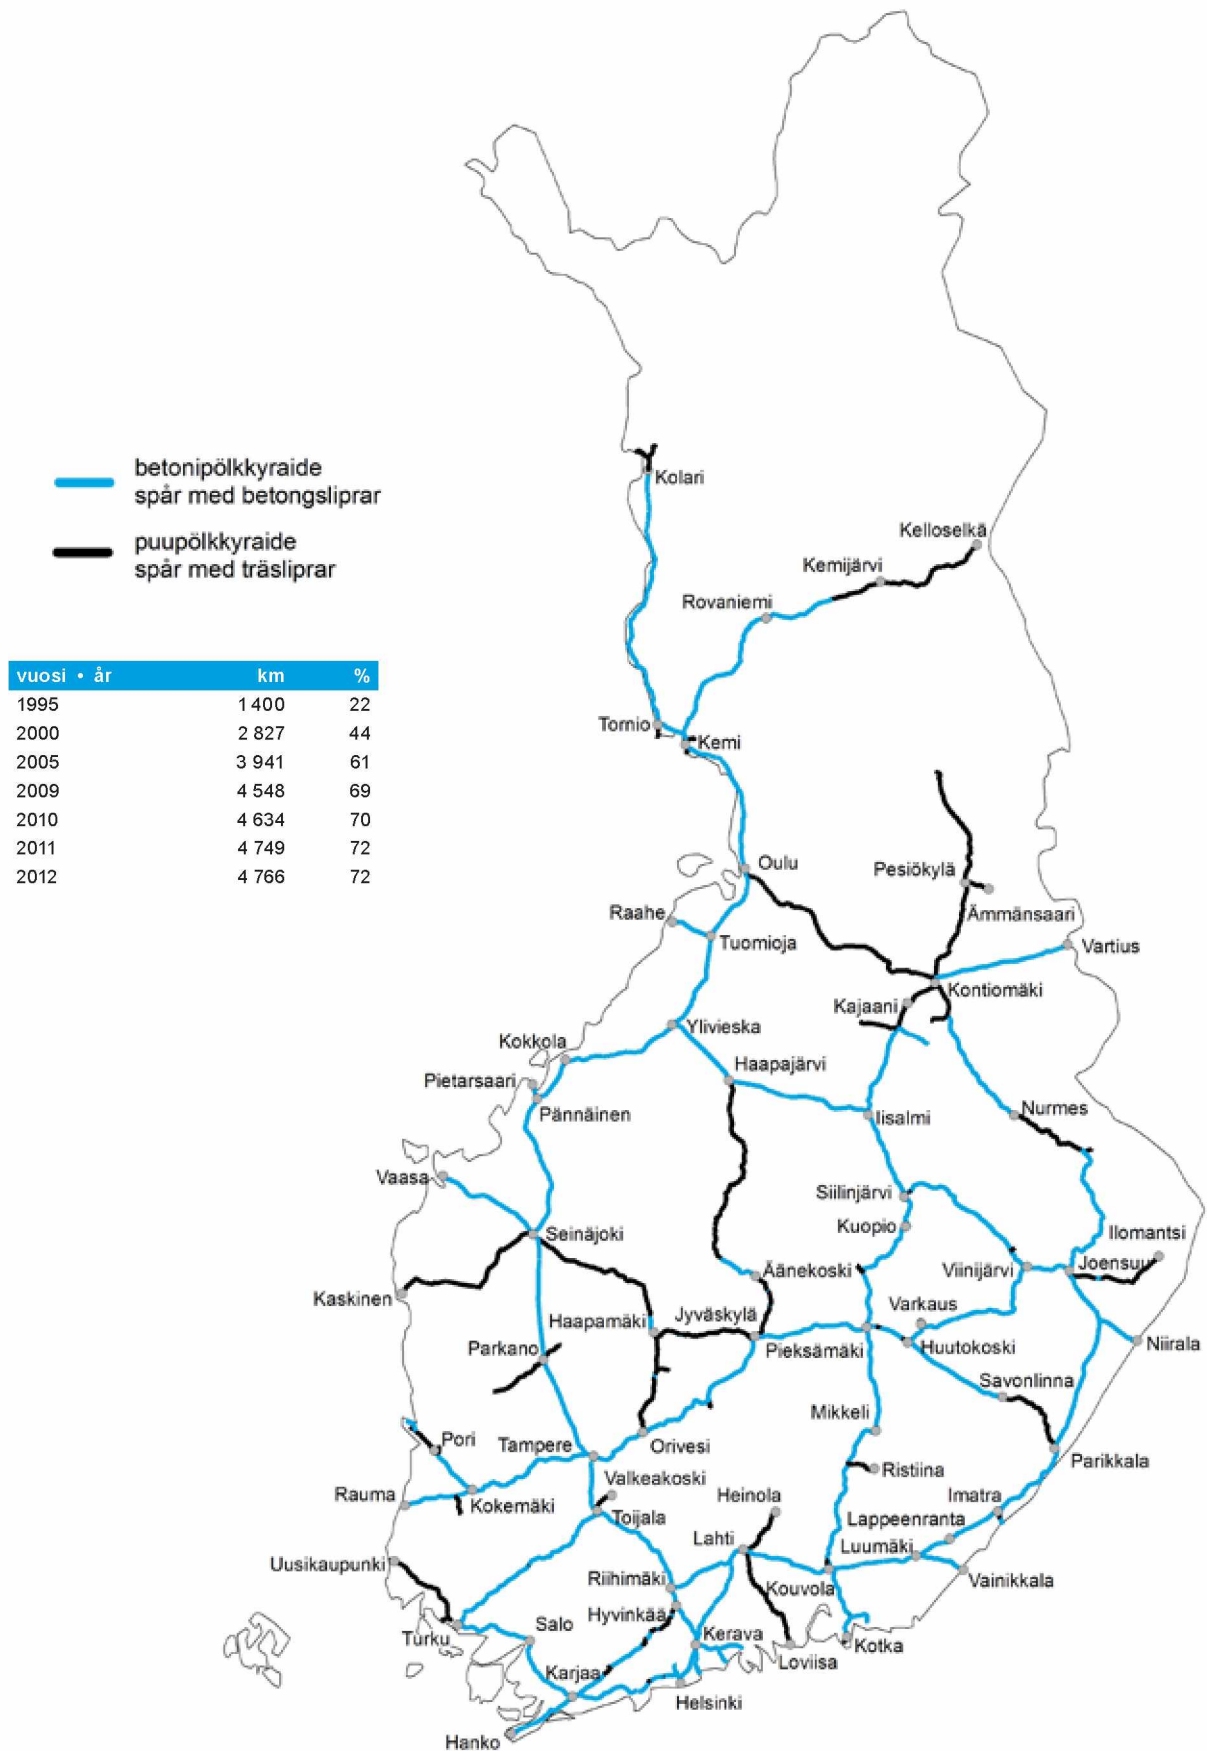 betonipölkkyraide
spår med betongsliprar
puupölkkyraide
spår med träsliprar
vuosi • år km %
1995 1 400 22
2000 2 827 44
2005 3 941 61
2009 4 548 69
2010 4 634 70
2011 4 749 72
2012 4 766 72
Kolari
Kelloselkä
Kemijärvi
Rovaniemi
Tornio
Kemi
Oulu
Pesiökylä
Ämmänsaari
Raahe
Tuomioja
Vartius
Kontiomäki
Kajaani
Ylivieska
Kokkola
Haapajärvi
Pietarsaari
Pännäinen
Iisalmi
Nurmes
Vaasa
Siilinjärvi
Kuopio
Seinäjoki
Ilomantsi
Äänekoski
Viinijärvi
Joensuu
Kaskinen
Haapamäki
Jyväskylä
Varkaus
Parkano
Pieksämäki
Huutokoski
Niirala
Savonlinna
Mikkeli
Pori
Tampere
Orivesi
Parikkala
Ristiina
Valkeakoski
Rauma
Kokemäki
Heinola
Imatra
Toijala
Lappeenranta
Lahti
Luumäki
Uusikaupunki
Riihimäki
Kouvola
Vainikkala
Hyvinkää
Turku
Salo
Kerava
Kotka
Loviisa
Karjaa
Helsinki
Hanko